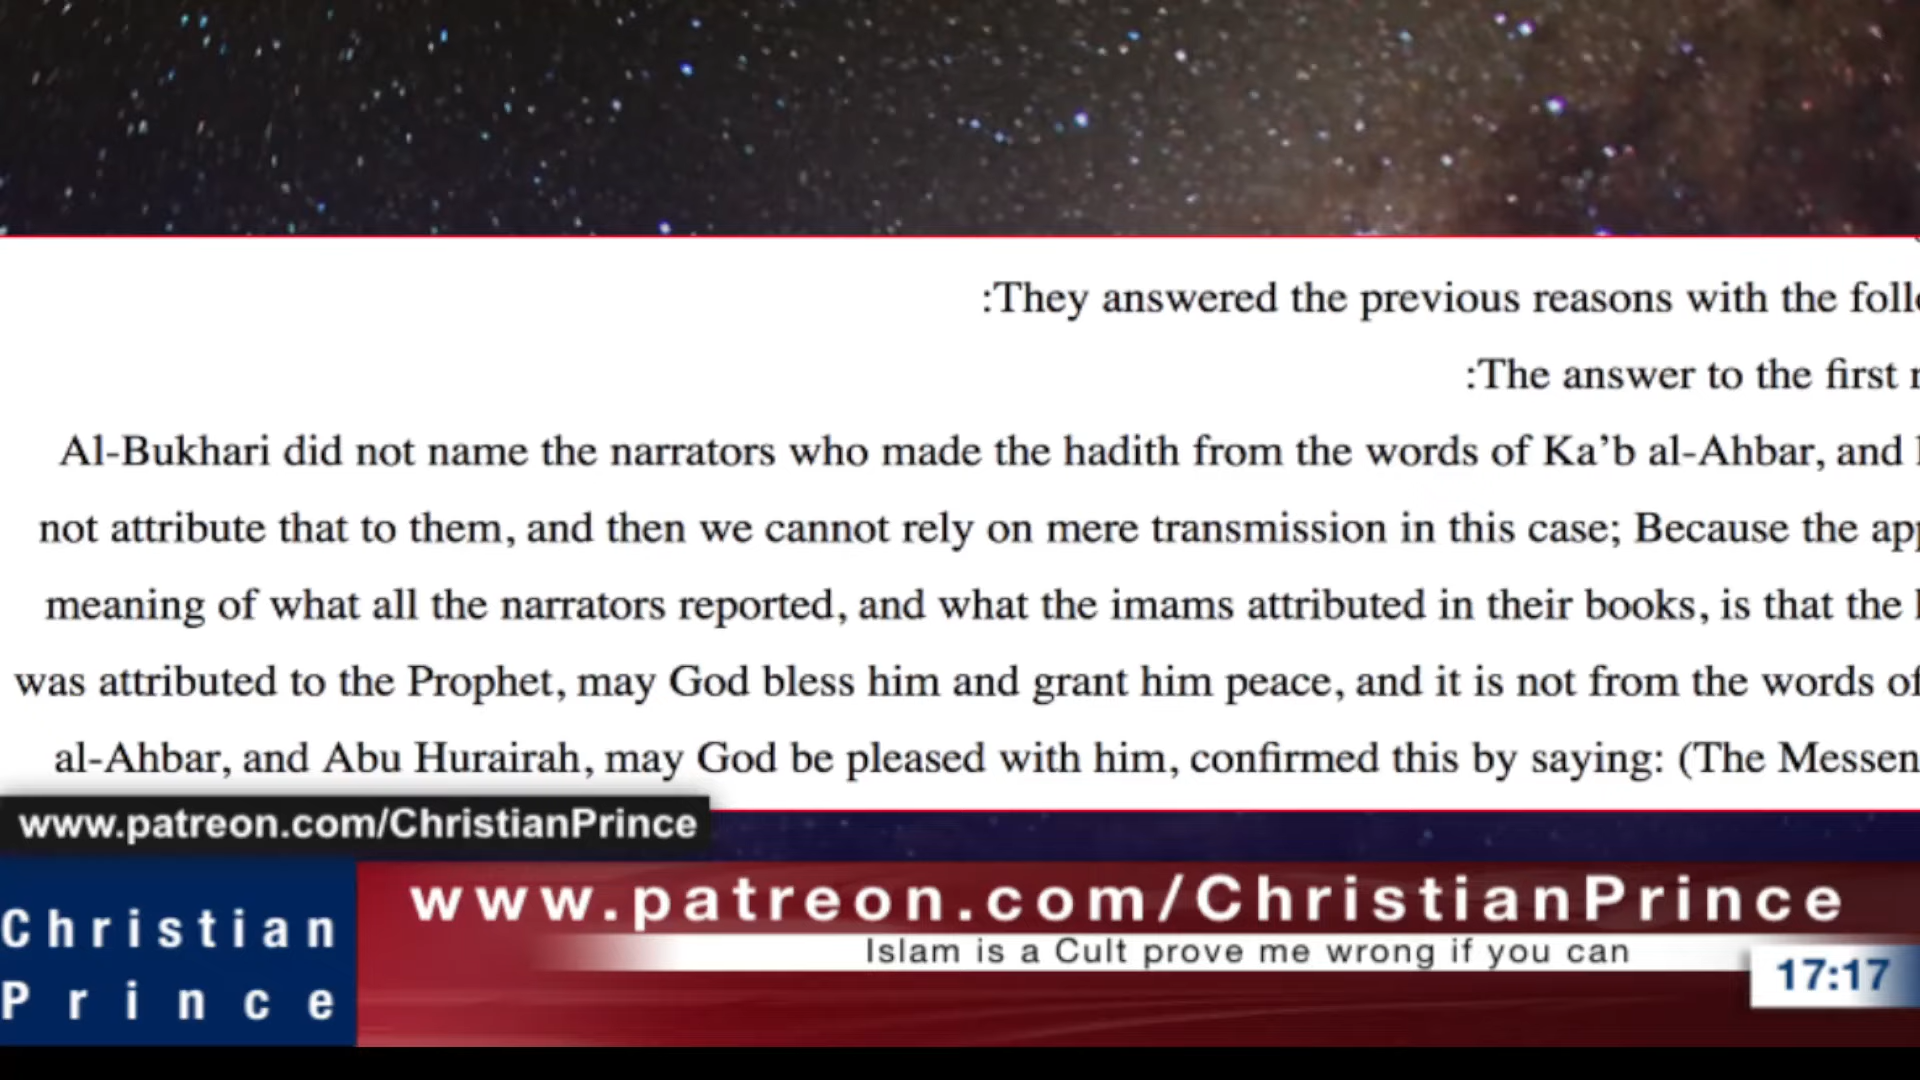 :They answered the previous reasons with the
:The answer to the first
Al-Bukhari did not name the narrators who made the hadith from the words of Ka’b al-Ahbar, and
not attribute that to them, and then we cannot rely on mere transmission in this case; Because the
meaning of what all the narrators reported, and what the imams attributed in their books, is that the
was attributed to the Prophet, may God bless him and grant him peace, and it is not from the words of
al-Ahbar, and Abu Hurairah, may God be pleased with him, confirmed this by saying: (The
www.patreon.com/ChristianPrince
www.patreon.com/ChristianPrince
Islam is a Cult prove me wrong if you can
Christian
Prince
17:17